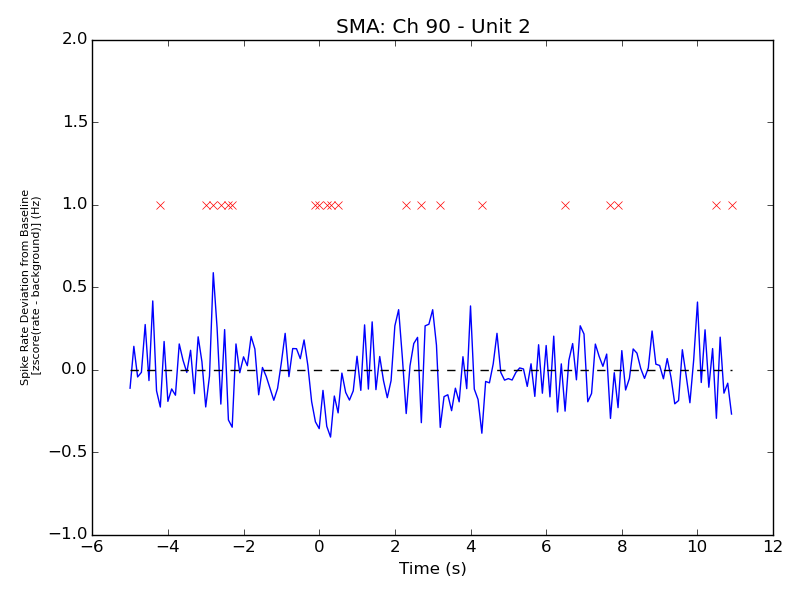 SMA: Ch 90 - Unit 2
2.0
1.5
1.0
0.5
0.0
−0.5
−1.0
Spike Rate Deviation from Baseline
[zscore(rate - background)] (Hz)
−6 −4 −2 0 2 4 6 8 10 12
Time (s)